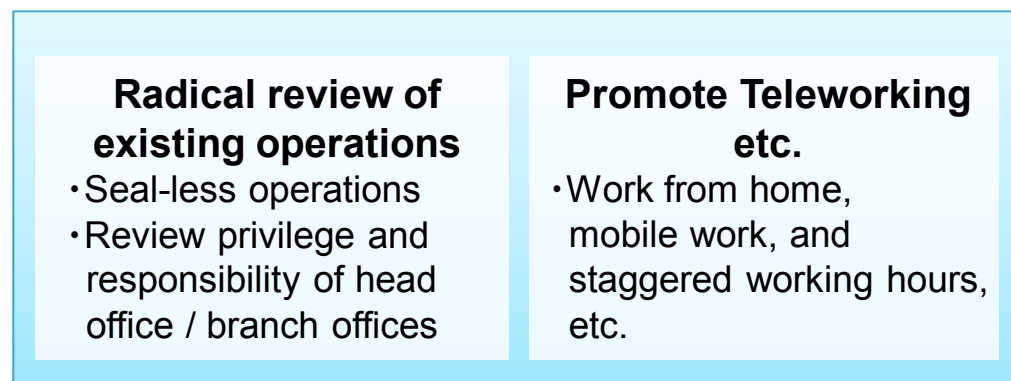 Radical review of
existing operations
・Seal-less operations
・Review privilege and
responsibility of head
office / branch offices
Promote Teleworking
etc.
・Work from home,
mobile work, and
staggered working hours,
etc.